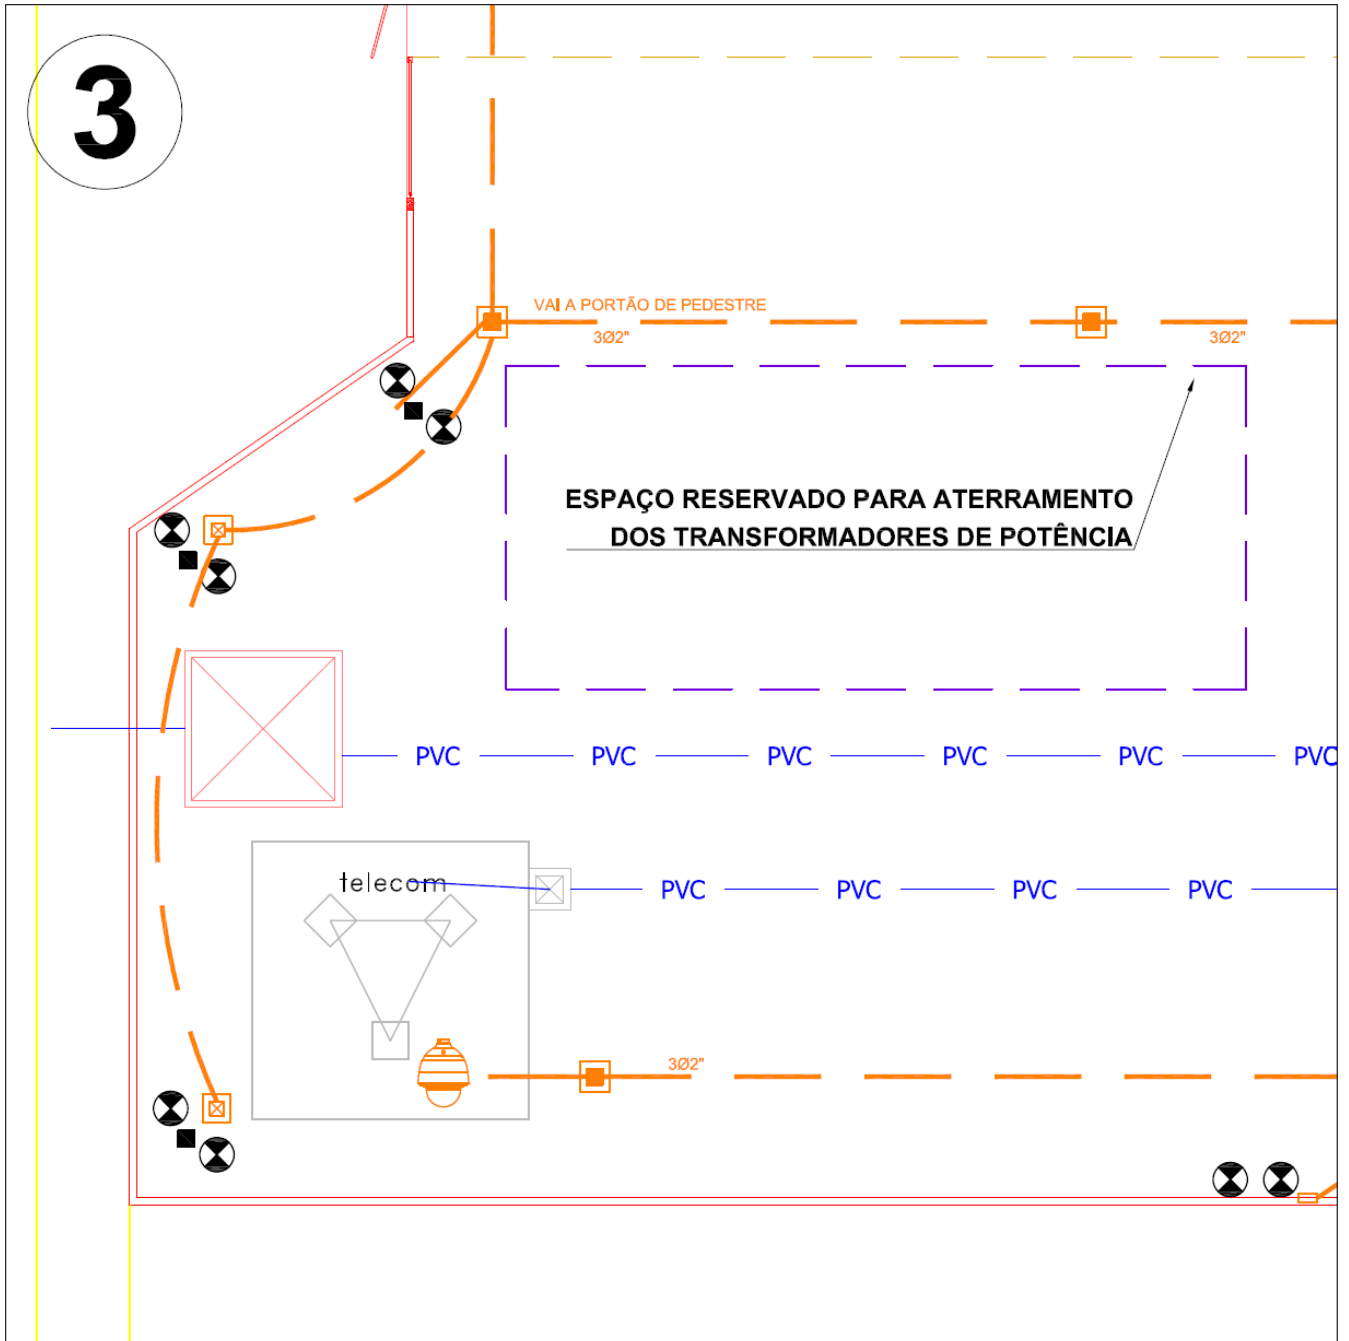 3
VAI A PORTÃO DE PEDESTRE
3Ø2" 3Ø2"
ESPAÇO RESERVADO PARA ATERRAMENTO
DOS TRANSFORMADORES DE POTÊNCIA
PVC PVC PVC PVC PVC PVC
telecom
PVC PVC PVC PVC
3Ø2"